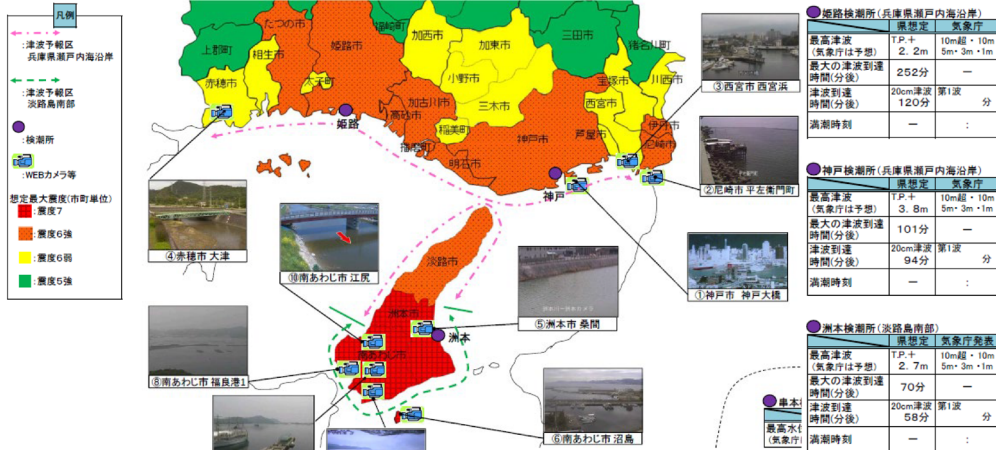 凡例
:津波予報区
兵庫県瀬戸内海沿岸
:津波予報区
淡路島南部
:検潮所
:WEBカメラ等
想定最大震度(市町単位)
:震度7
:震度6強
:震度6弱
:震度5強
上郡町
赤穂市
相生市
たつの市
太子町
姫路市
姫路
加西市
加東市
三田市
猪名川町
小野市
加古川市
高砂市
播磨町
稲美町
三木市
明石市
神戸市
神戸
宝塚市
川西市
西宮市
芦屋市
伊丹市
尼崎市
淡路市
洲本市
洲本
南あわじ市
④赤穂市 大津
⑩南あわじ市 江尻
⑧南あわじ市 福良港1
⑤洲本市 桑間
⑥南あわじ市 沼島
①神戸市 神戸大橋
②尼崎市 平左衛門町
③西宮市 西宮浜
姫路検潮所(兵庫県瀬戸内海沿岸)
県想定 気象庁
最高津波
(気象庁は予想)
T.P.+
2.2m
10m超・10m
5m・3m・1m
最大の津波到達
時間(分後)
252分 ー
津波到達
時間(分後)
20cm津波
120分
第1波
分
満潮時刻 ー :
神戸検潮所(兵庫県瀬戸内海沿岸)
県想定 気象庁
最高津波
(気象庁は予想)
T.P.+
3.8m
10m超・10m
5m・3m・1m
最大の津波到達
時間(分後)
101分 ー
津波到達
時間(分後)
20cm津波
94分
第1波
分
満潮時刻 ー :
洲本検潮所(淡路島南部)
県想定 気象庁発表
最高津波
(気象庁は予想)
T.P.+
2.7m
10m超・10m
5m・3m・1m
最大の津波到達
時間(分後)
70分 ー
津波到達
時間(分後)
20cm津波
58分
第1波
分
満潮時刻 ー :
串本
最高水
(気象庁